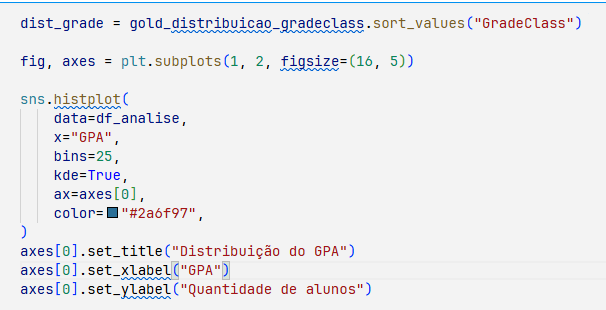 dist_grade = gold_distribuicao_gradeclass.sort_values("GradeClass")
fig, axes = plt.subplots(1, 2, figsize=(16, 5))
sns.histplot(
    data=df_analise,
    x="GPA",
    bins=25,
    kde=True,
    ax=axes[0],
    color="#2a6f97",
)
axes[0].set_title("Distribuição do GPA")
axes[0].set_xlabel("GPA")
axes[0].set_ylabel("Quantidade de alunos")